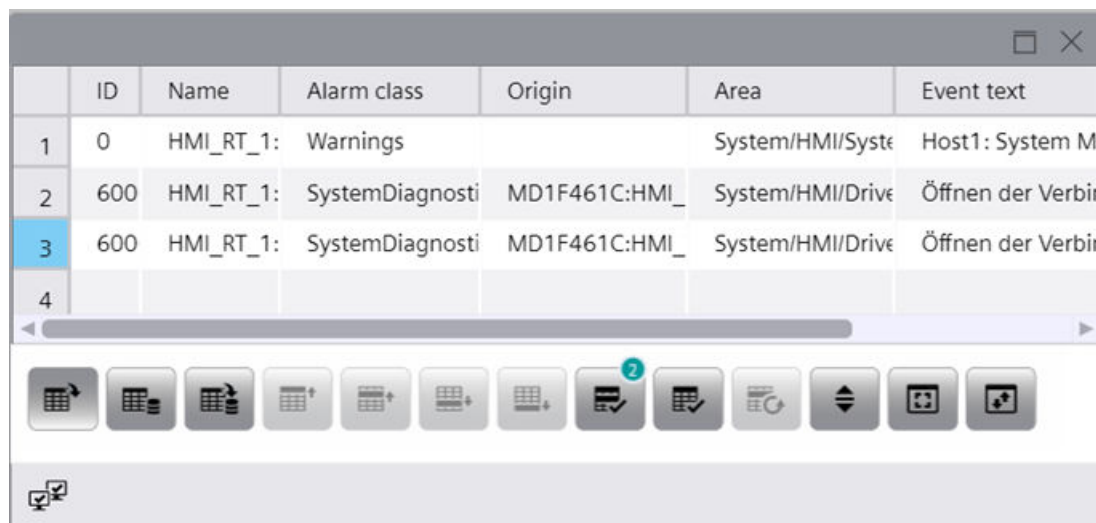 ID Name Alarm class Origin Area Event text
1 0 HMI_RT_1: Warnings System/HMI/Syste Host1: System M
2 600 HMI_RT_1: SystemDiagnosti MD1F461C:HMI_ System/HMI/Drive Öffnen der Verbin
3 600 HMI_RT_1: SystemDiagnosti MD1F461C:HMI_ System/HMI/Drive Öffnen der Verbin
4
2